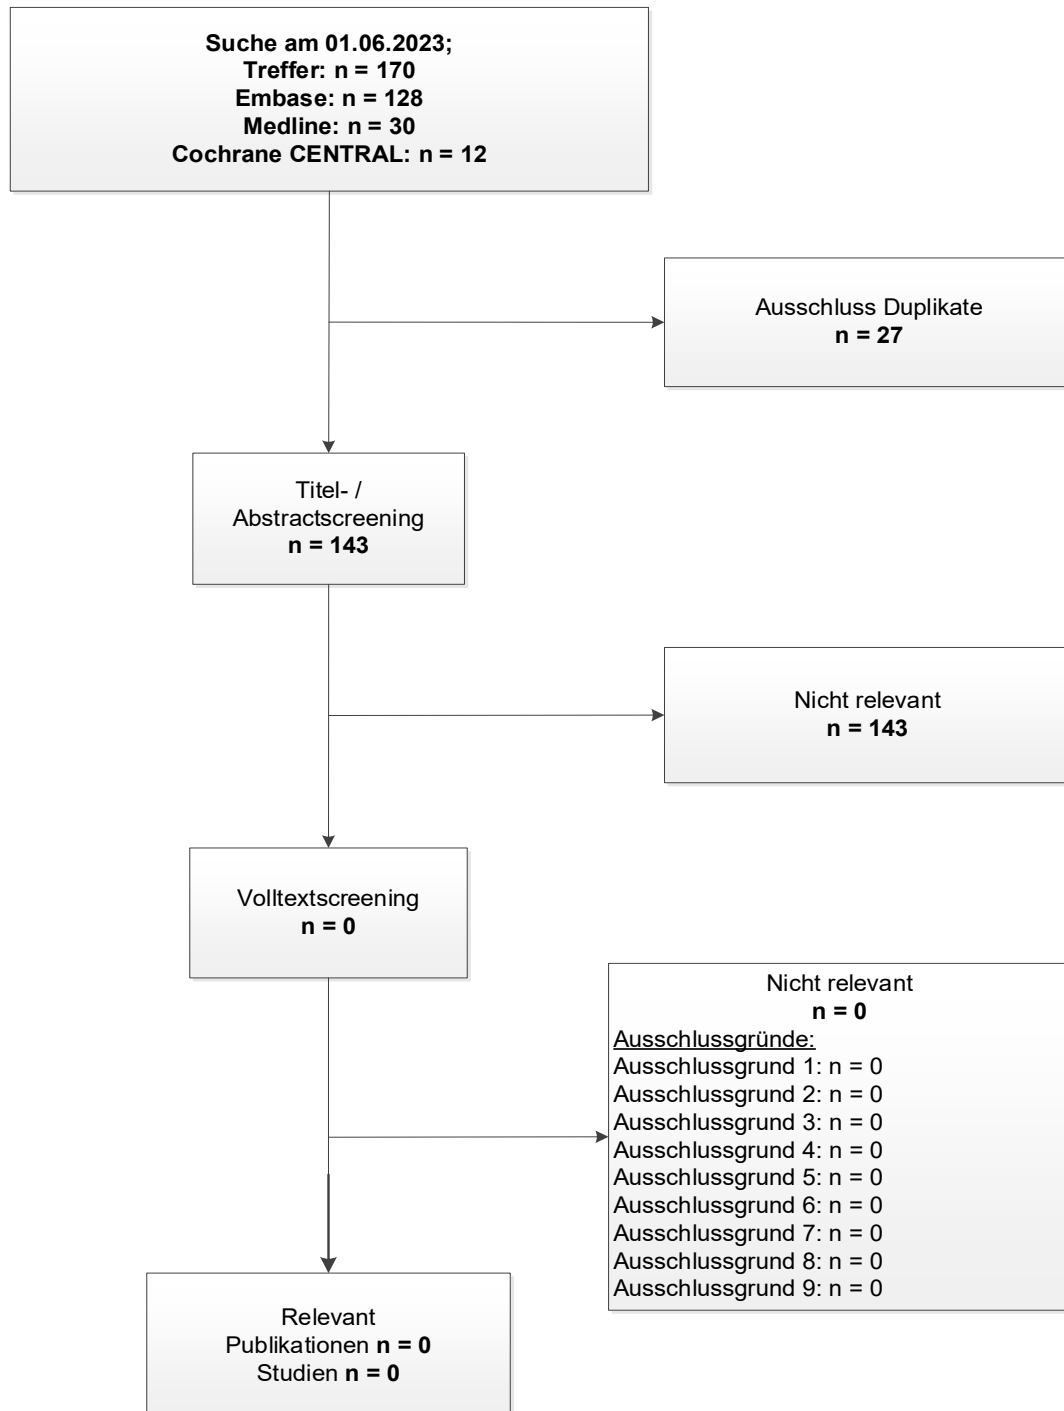 Suche am 01.06.2023;
Treffer: n = 170
Embase: n = 128
Medline: n = 30
Cochrane CENTRAL: n = 12
Ausschluss Duplikate
n = 27
Titel- /
Abstractscreening
n = 143
Nicht relevant
n = 143
Volltextscreening
n = 0
Nicht relevant
n = 0
Ausschlussgründe:
Ausschlussgrund 1: n = 0
Ausschlussgrund 2: n = 0
Ausschlussgrund 3: n = 0
Ausschlussgrund 4: n = 0
Ausschlussgrund 5: n = 0
Ausschlussgrund 6: n = 0
Ausschlussgrund 7: n = 0
Ausschlussgrund 8: n = 0
Ausschlussgrund 9: n = 0
Relevant
Publikationen n = 0
Studien n = 0